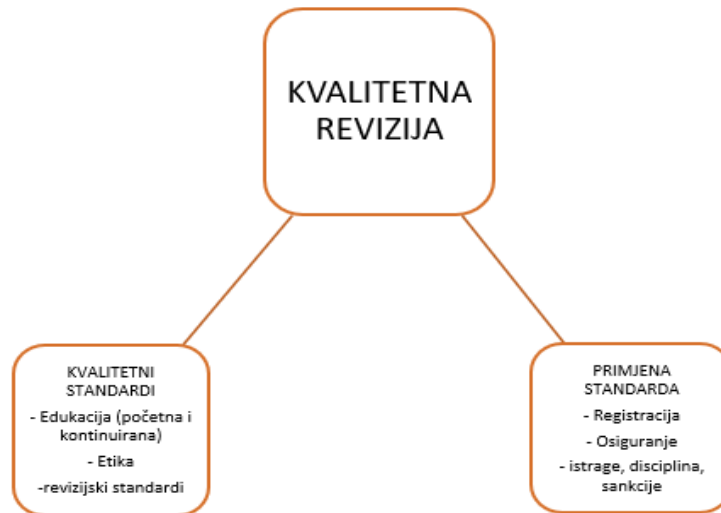 KVALITETNA
REVIZIJA
KVALITETNI
STANDARDI
- Edukacija (početna i
kontinuirana)
- Etika
-revizijski standardi
PRIMJENA
STANDARDA
- Registracija
- Osiguranje
- istrage, disciplina,
sankcije